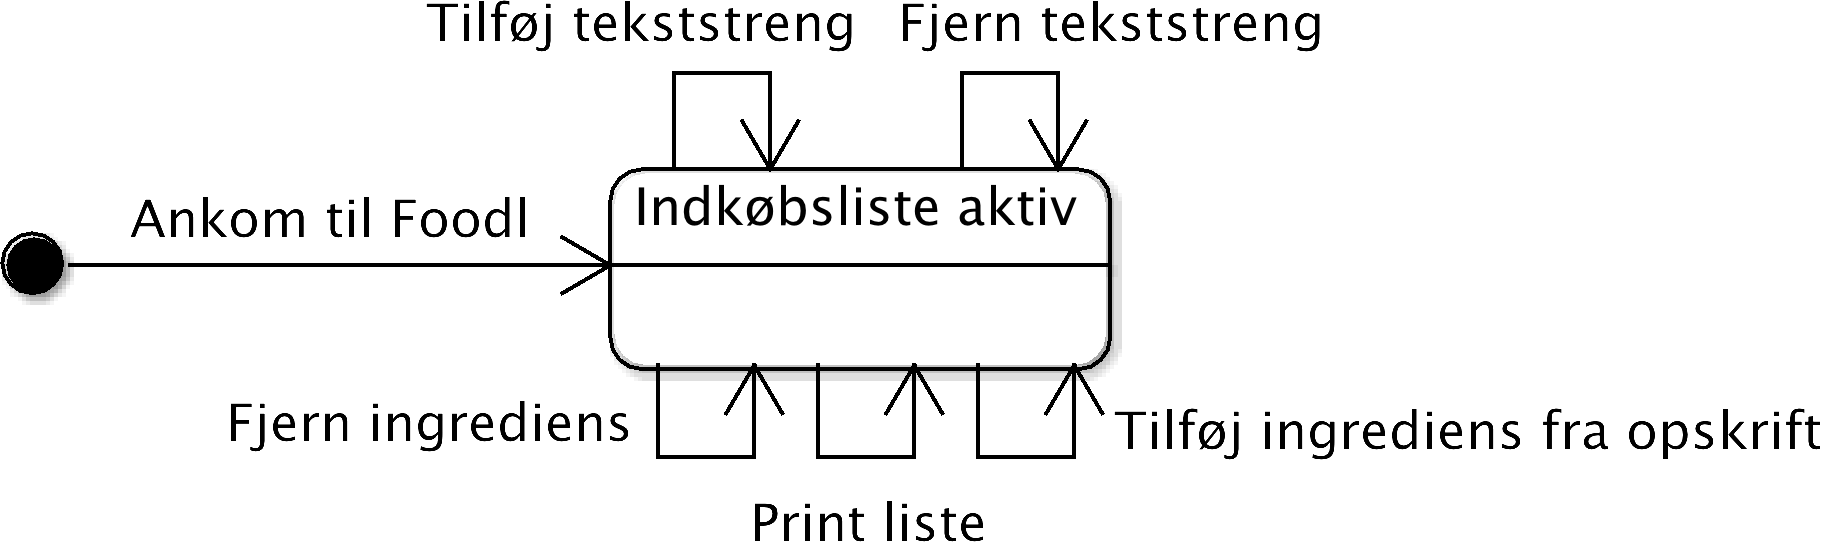 Tilføj tekststreng
Fjern tekststreng
Ankom til Foodl
Indkøbsliste aktiv
Fjern ingrediens
Tilføj ingrediens fra opskrift
Print liste